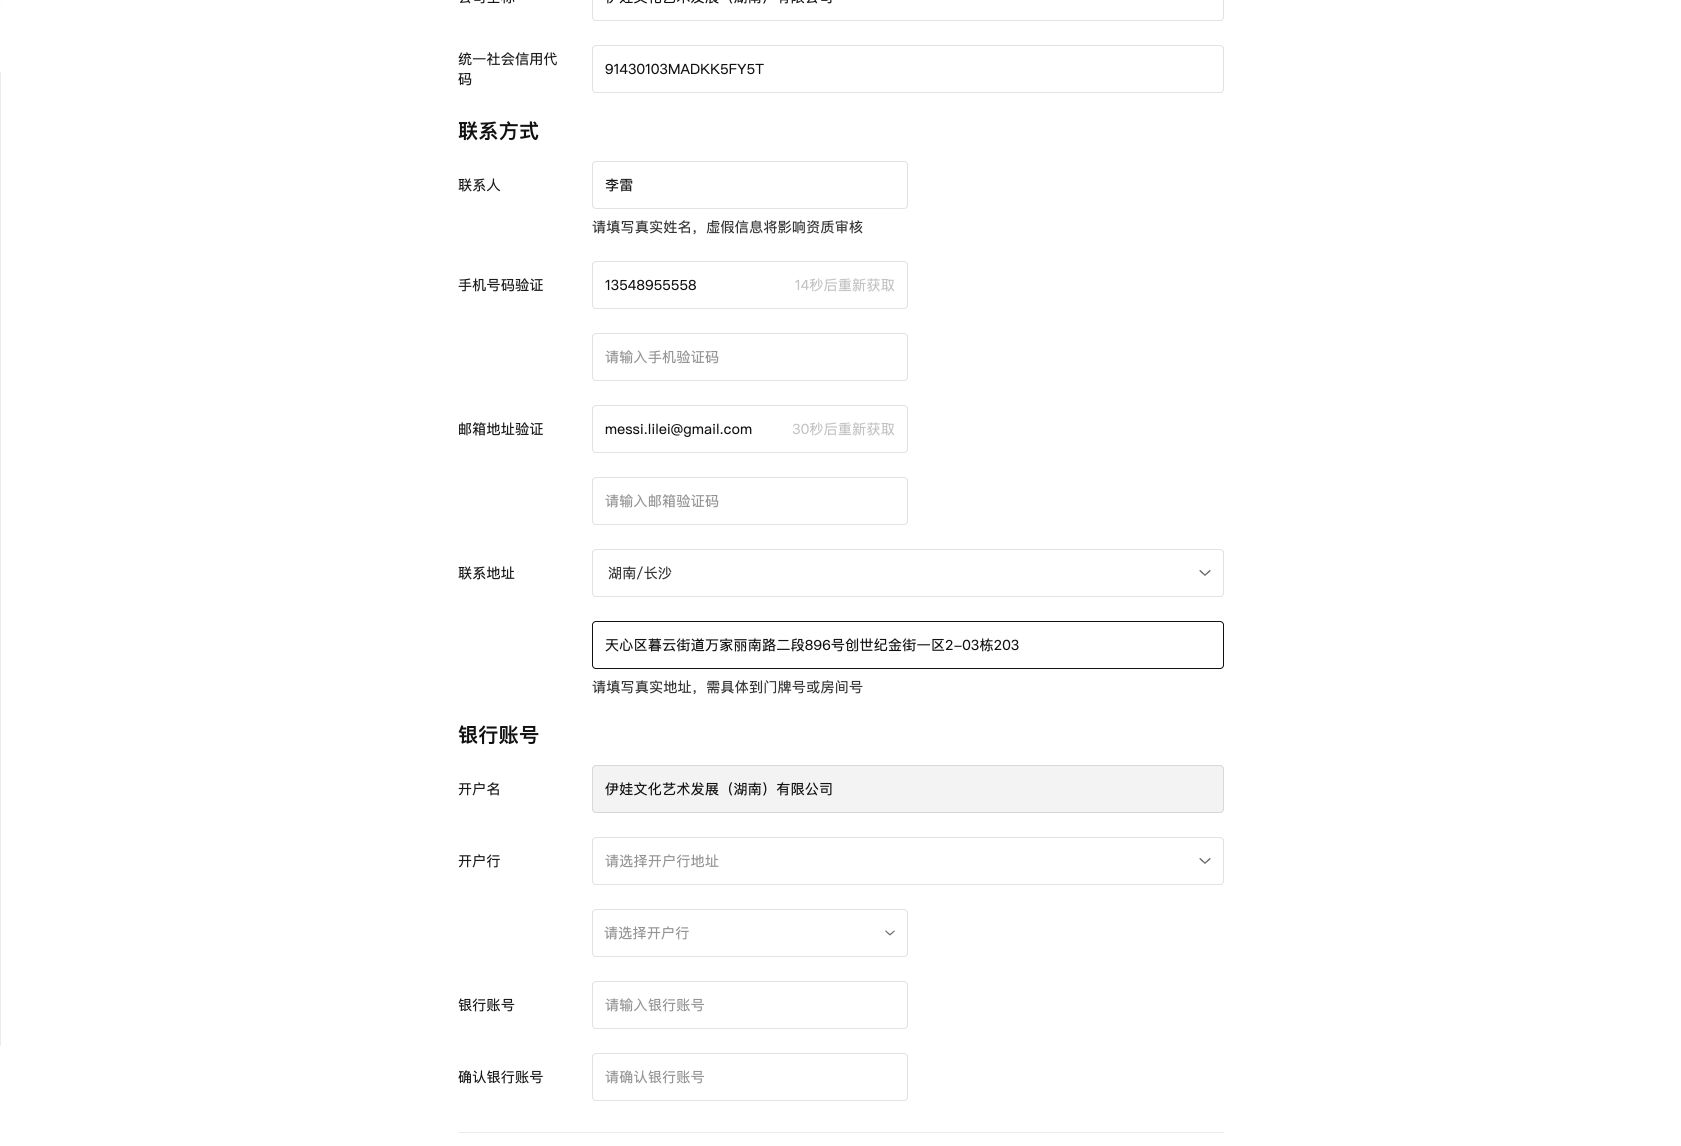 统一社会信用代
码
91430103MADKK5FY5T
联系方式
联系人
李雷
请填写真实姓名，虚假信息将影响资质审核
手机号码验证
13548955558
14秒后重新获取
请输入手机验证码
邮箱地址验证
messi.lilei@gmail.com
30秒后重新获取
请输入邮箱验证码
联系地址
湖南/长沙
天心区暮云街道万家丽南路二段896号创世纪金街一区2-03栋203
请填写真实地址，需具体到门牌号或房间号
银行账号
开户名
伊娃文化艺术发展（湖南）有限公司
开户行
请选择开户行地址
请选择开户行
银行账号
请输入银行账号
确认银行账号
请确认银行账号